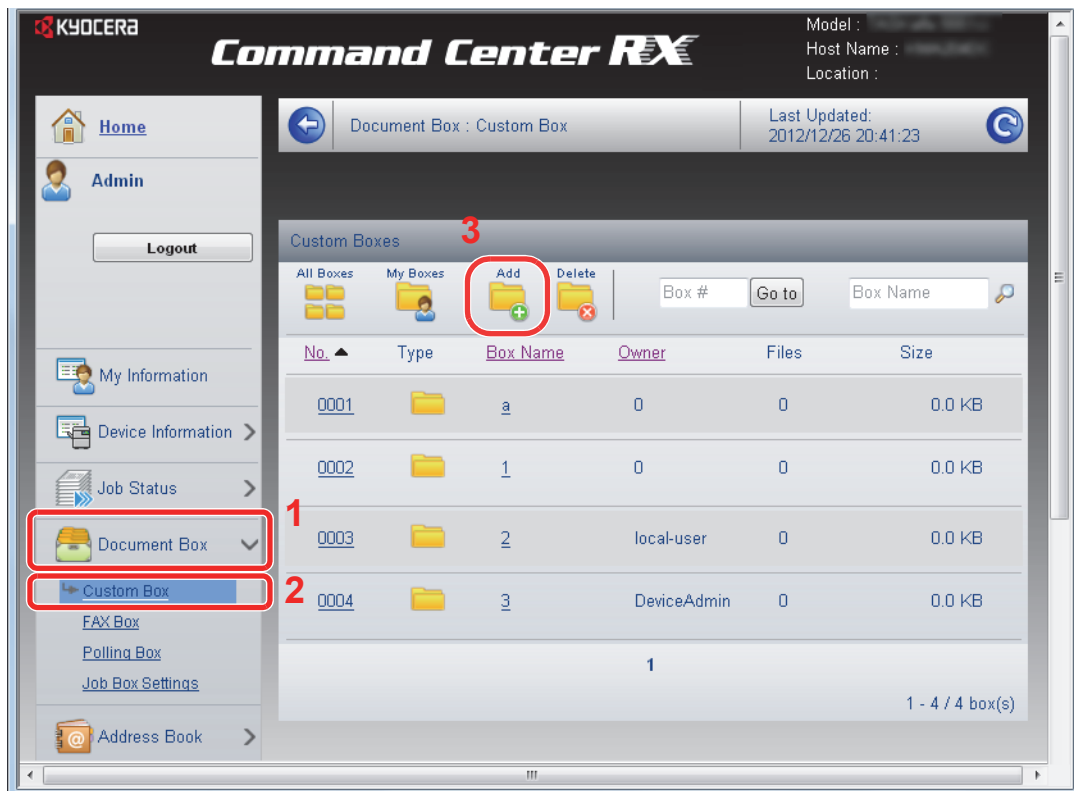 KYOCERA
Command Center RX
Model :
Host Name :
Location :
Home
Admin
Logout
My Information
Device Information
Job Status
1
Document Box
2
Custom Box
FAX Box
Polling Box
Job Box Settings
Address Book
Document Box : Custom Box
Last Updated:
2012/12/26 20:41:23
Custom Boxes
3
All Boxes My Boxes Add Delete Box # Go to Box Name
No. Type Box Name Owner Files Size
0001 a 0 0 0.0 KB
0002 1 0 0 0.0 KB
0003 2 local-user 0 0.0 KB
0004 3 DeviceAdmin 0 0.0 KB
1
1 - 4 / 4 box(s)